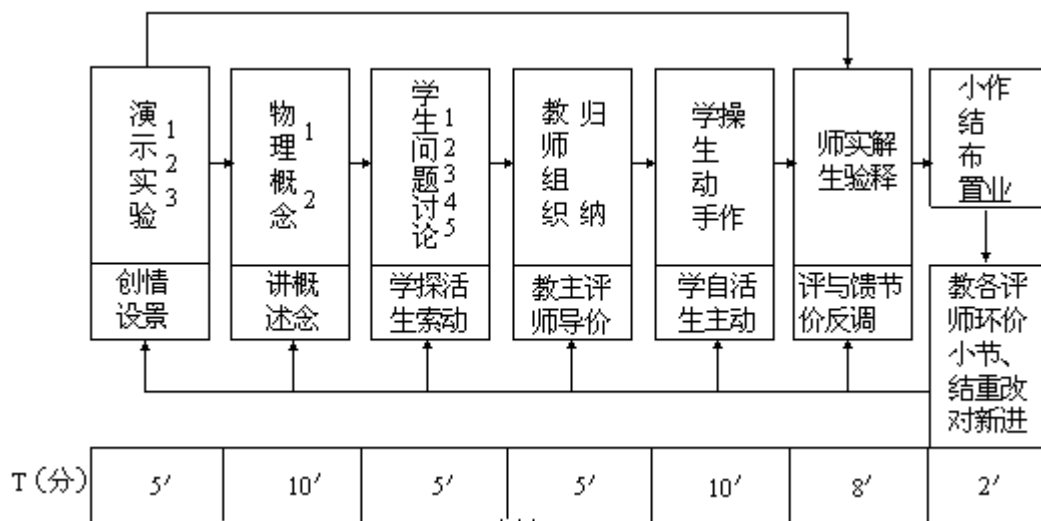 演示实验 1 2 3
物理概念 1 2
学生问题讨论 1 2 3 4 5
教师组织归纳
学生动手操作
师生实验解释
小结布置作业
创设情景
讲述概念
学生探索活动
教师主导评价
学生自主活动
评价与反馈调节
教师小结对各环节重新评价、改进
T(分) 5′ 10′ 5′ 5′ 10′ 8′ 2′